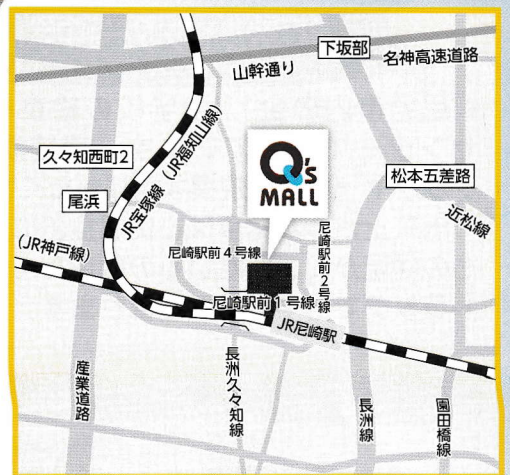 下坂部
名神高速道路
山幹通り
久々知西町2
尾浜
JR宝塚線 (JR福知山線)
Q's
MALL
松本五差路
近松線
(JR神戸線)
尼崎駅前4号線
尼崎駅前2号線
尼崎駅前1号線
JR尼崎駅
産業道路
長洲久々知線
長洲線
園田橋線